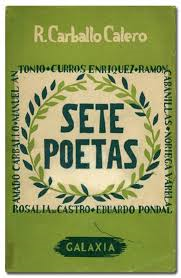 R. Carballo Calero
TONIO • CURROS ENRIQUEZ • RAMON
CABANILLAS • NORIEGA VARELA
SETE
POETAS
AMADO CARBALLO • MANUEL AN
ROSALIA DE CASTRO • EDUARDO PONDAL
GALAXIA